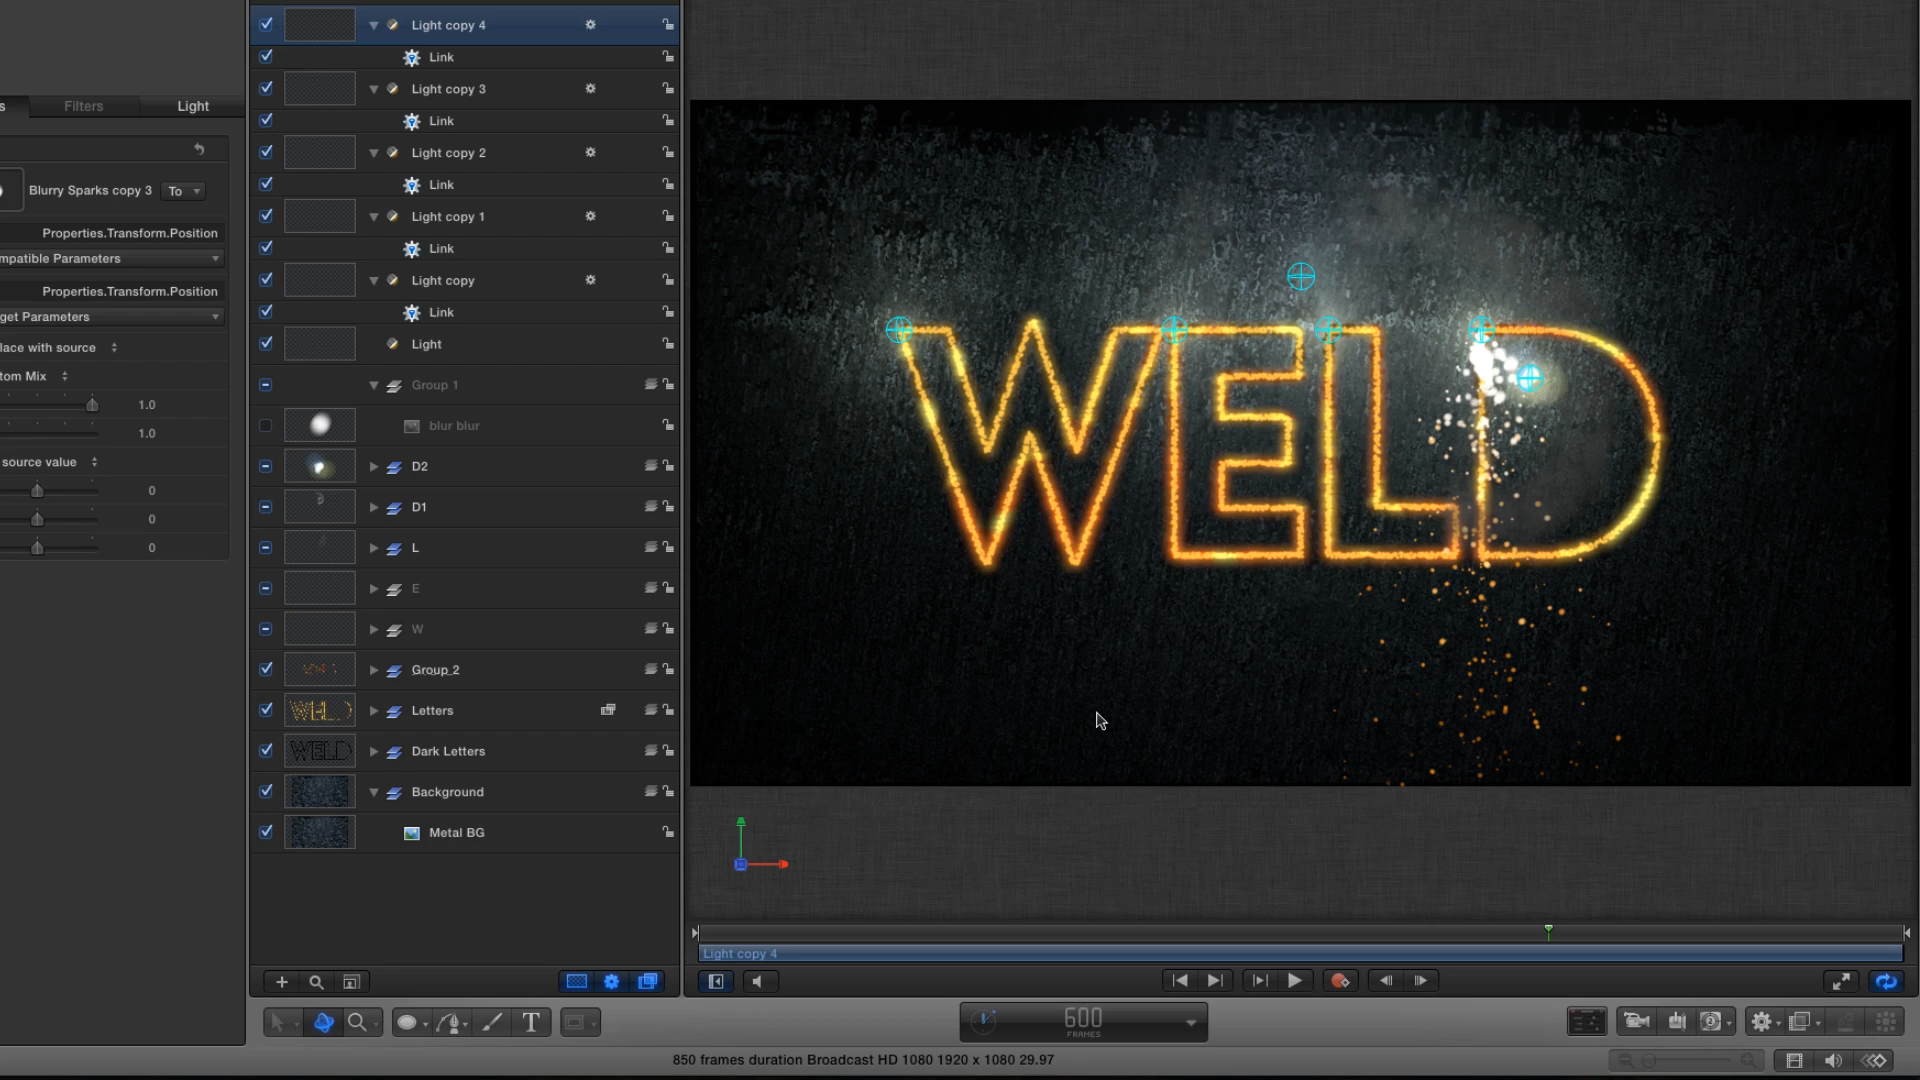 Light copy 4
Link
Light copy 3
Link
Filters
Light
Light copy 2
Link
Blurry Sparks copy 3
To
Light copy 1
Properties.Transform.Position
Link
mpatible Parameters
Light copy
Properties.Transform.Position
Link
get Parameters
Light
lace with source
tom Mix
Group 1
1.0
blur blur
1.0
source value
D2
0
D1
0
L
0
E
W
Group_2
Letters
Dark Letters
Background
Metal BG
WELD
Light copy 4
T
600
FRAMES
850 frames duration Broadcast HD 1080 1920 x 1080 29.97